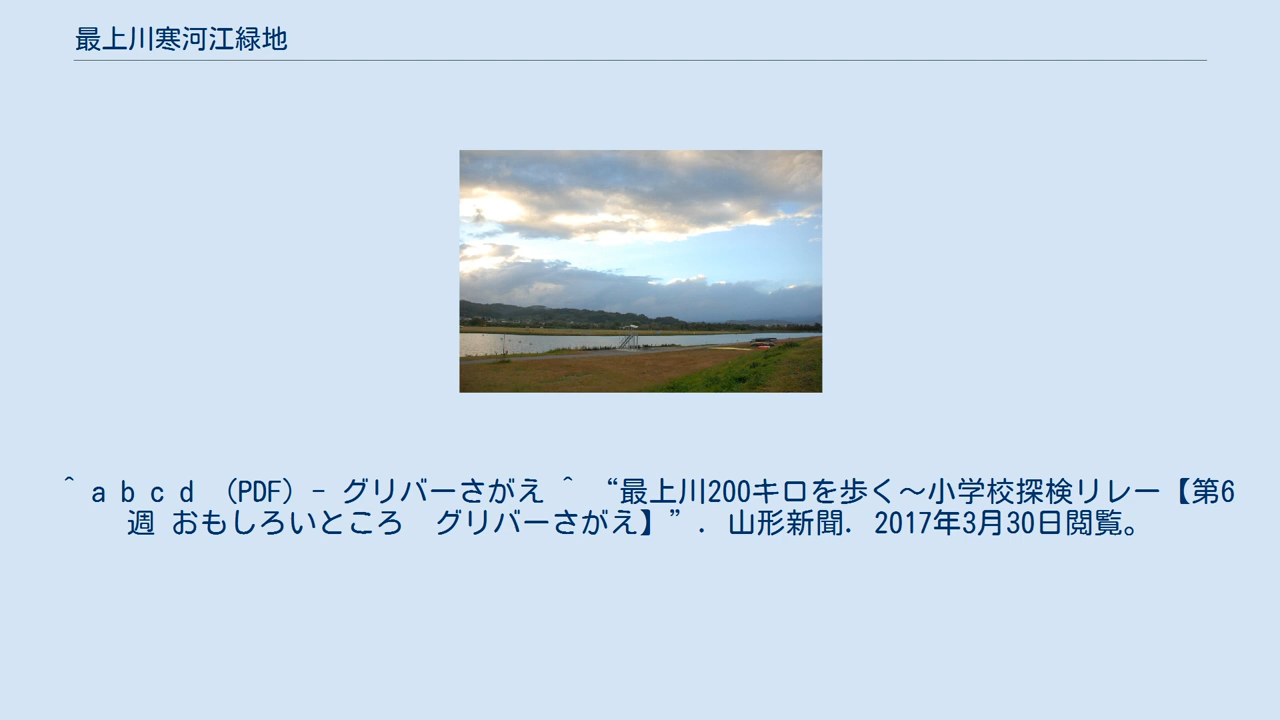 最上川寒河江緑地
^ a b c d （PDF）- グリバーさがえ ^ “最上川200キロを歩く～小学校探検リレー【第6
週 おもしろいところ　グリバーさがえ】”. 山形新聞. 2017年3月30日閲覧。